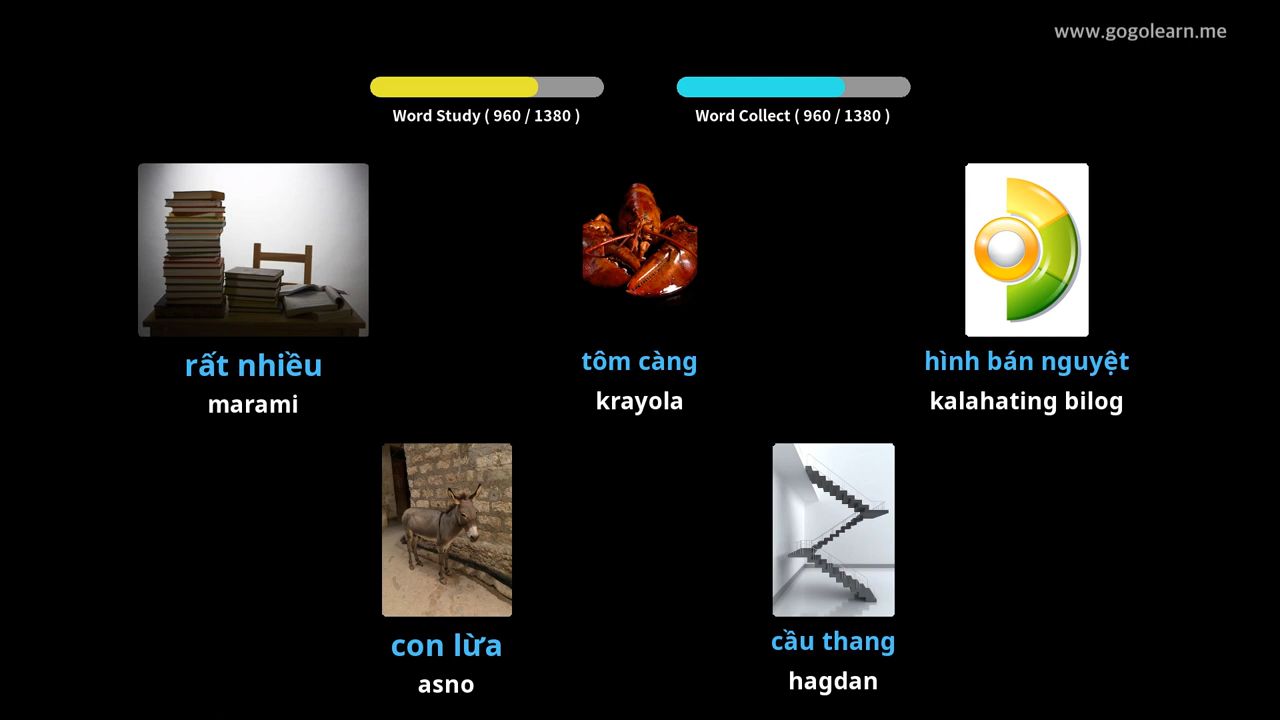 www.gogolearn.me
Word Study ( 960 / 1380 )
Word Collect ( 960 / 1380 )
rất nhiều
marami
tôm càng
krayola
hình bán nguyệt
kalahating bilog
con lừa
asno
cầu thang
hagdan